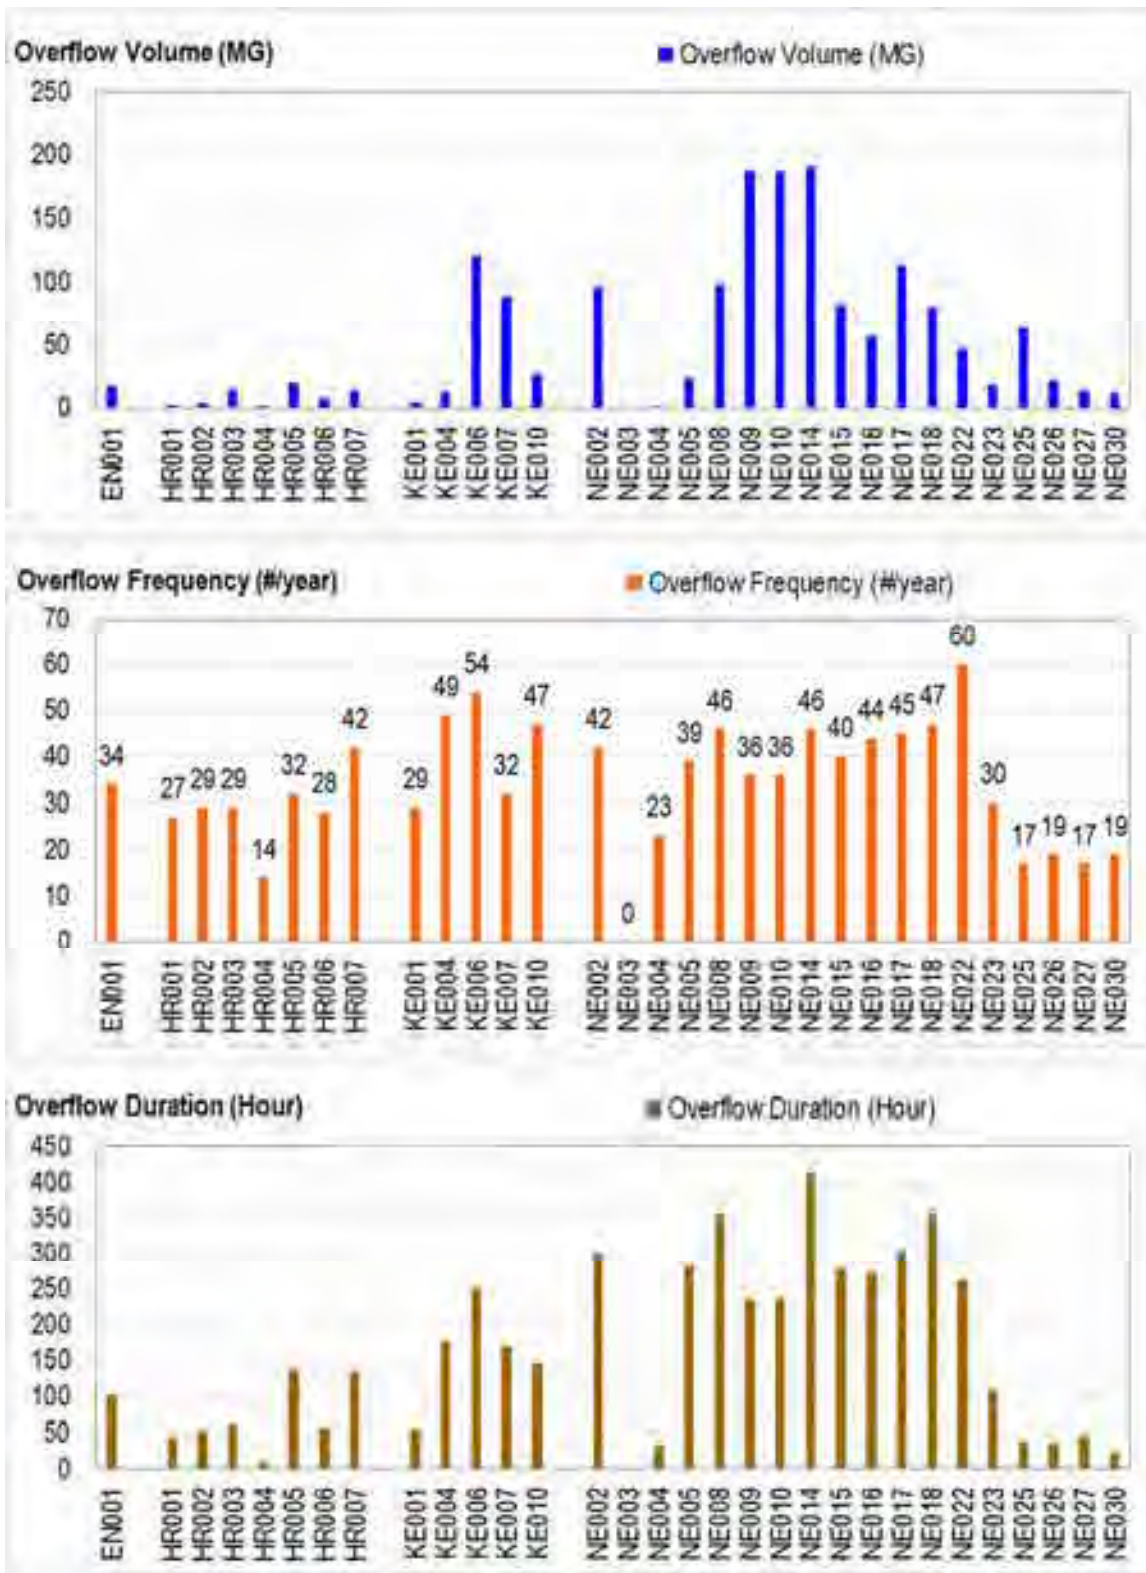 Overflow Volume (MG)
Overflow Volume (MG)
250
200
150
100
50
0
EN001 HR001 HR002 HR003 HR004 HR005 HR006 HR007 KE001 KE004 KE006 KE007 KE010 NE002 NE003 NE004 NE005 NE008 NE009 NE010 NE014 NE015 NE016 NE017 NE018 NE022 NE023 NE025 NE026 NE027 NE030
Overflow Frequency (#/year)
Overflow Frequency (#/year)
70
60
50
40
30
20
10
0
34 27 29 29 14 32 28 42 29 49 54 32 47 42 0 23 39 46 36 36 46 40 44 45 47 60 30 17 19 17 19
EN001 HR001 HR002 HR003 HR004 HR005 HR006 HR007 KE001 KE004 KE006 KE007 KE010 NE002 NE003 NE004 NE005 NE008 NE009 NE010 NE014 NE015 NE016 NE017 NE018 NE022 NE023 NE025 NE026 NE027 NE030
Overflow Duration (Hour)
Overflow Duration (Hour)
450
400
350
300
250
200
150
100
50
0
EN001 HR001 HR002 HR003 HR004 HR005 HR006 HR007 KE001 KE004 KE006 KE007 KE010 NE002 NE003 NE004 NE005 NE008 NE009 NE010 NE014 NE015 NE016 NE017 NE018 NE022 NE023 NE025 NE026 NE027 NE030